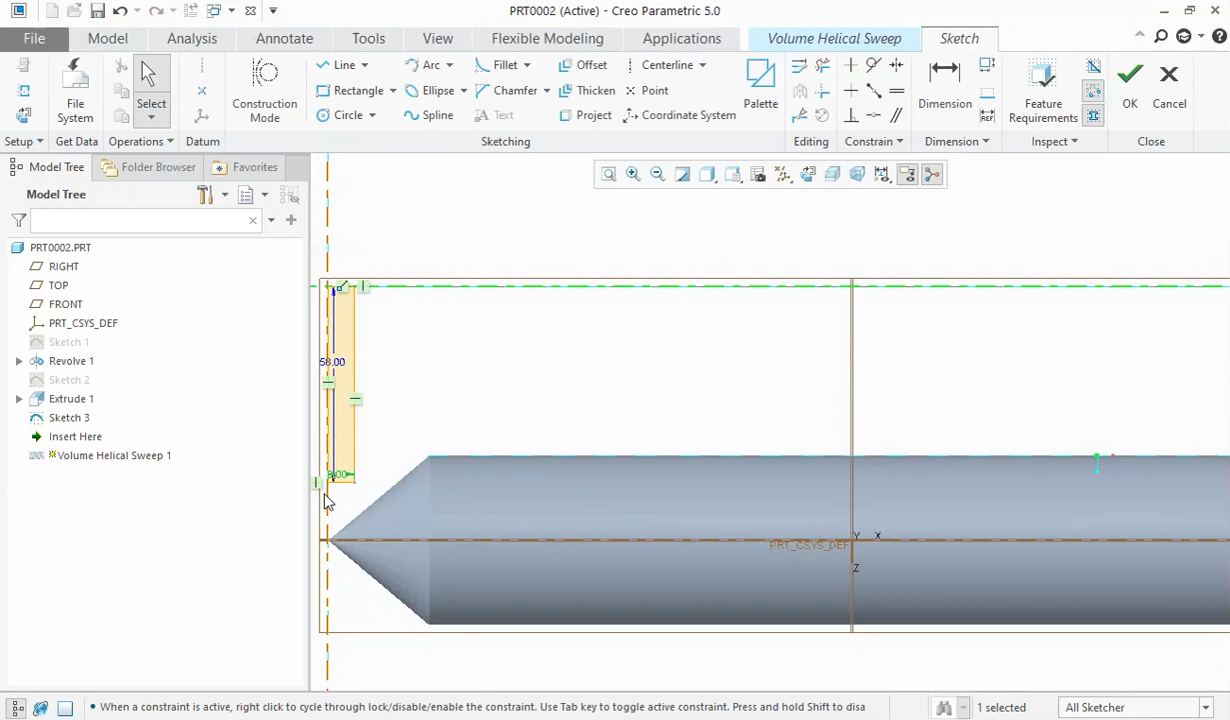 PRT0002 (Active) - Creo Parametric 5.0
File Model Analysis Annotate Tools View Flexible Modeling Applications Volume Helical Sweep Sketch
Line Arc Fillet Offset Centerline
Rectangle Ellipse Chamfer Thicken Point
Circle Spline Text Project Coordinate System
File System
Select
Construction Mode
Palette
Dimension
Feature Requirements
OK
Cancel
Setup Get Data Operations Datum Sketching Editing Constrain Dimension Inspect Close
Model Tree Folder Browser Favorites
Model Tree
PRT0002.PRT
RIGHT
TOP
FRONT
PRT_CSYS_DEF
Sketch 1
Revolve 1
Sketch 2
Extrude 1
Sketch 3
Insert Here
Volume Helical Sweep 1
58.00
8.00
Y X
PRT_CSYS_DEF
Z
When a constraint is active, right click to cycle through lock/disable/enable the constraint. Use Tab key to toggle active constraint. Press and hold Shift to disa
1 selected
All Sketcher